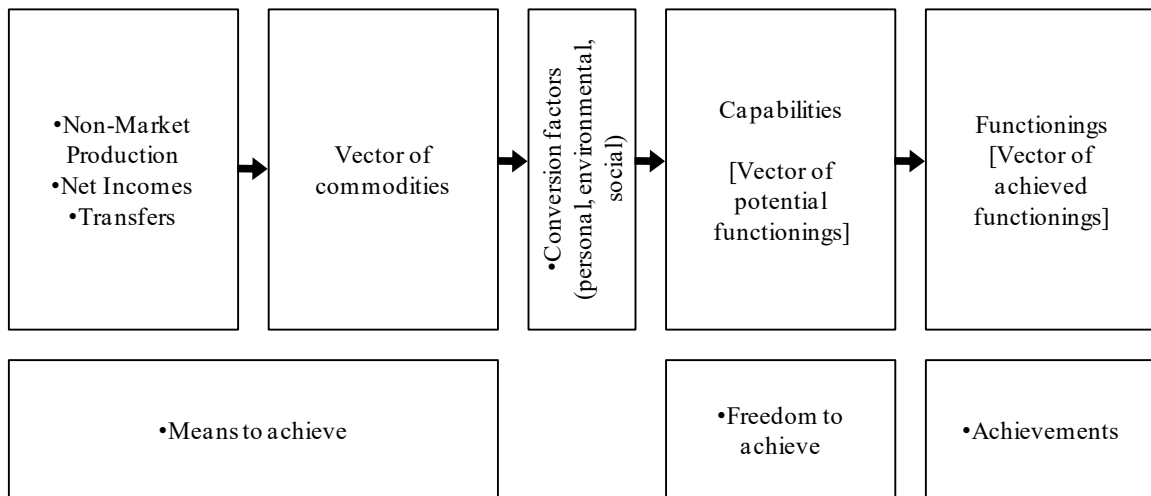 •Non-Market
Production
•Net Incomes
•Transfers
Vector of
commodities
•Conversion factors
(personal, environmental,
social)
Capabilities
[Vector of
potential
functionings]
Functionings
[Vector of
achieved
functionings]
•Means to achieve
•Freedom to
achieve
•Achievements